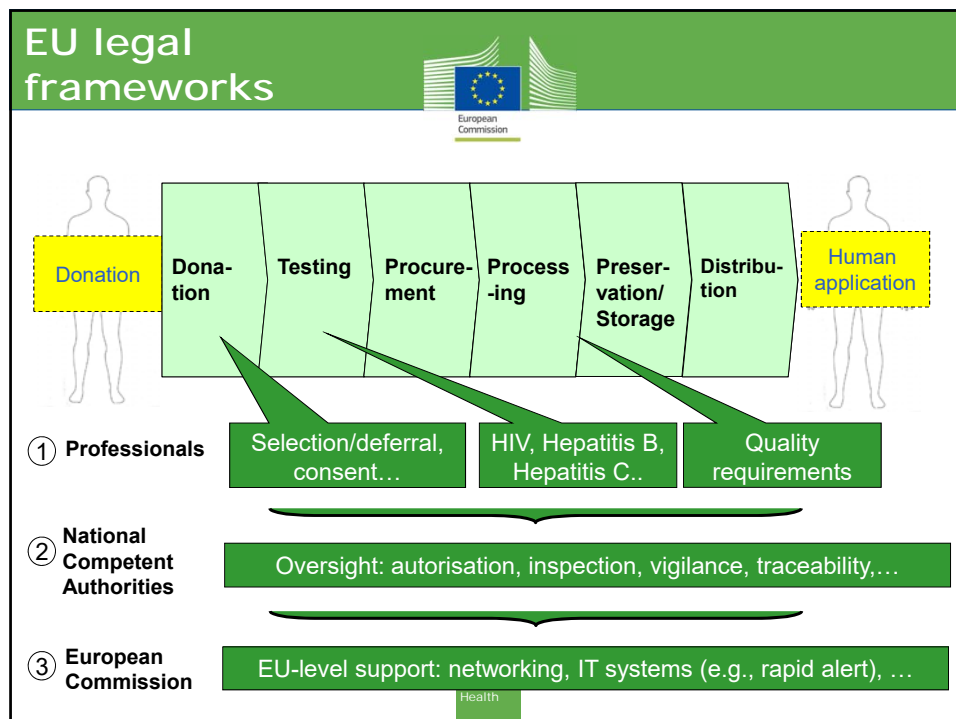 EU legal
frameworks
European
Commission
Donation
Dona-
tion
Testing
Procure-
ment
Process
-ing
Preser-
vation/
Storage
Distribu-
tion
Human
application
1 Professionals
Selection/deferral,
consent…
HIV, Hepatitis B,
Hepatitis C..
Quality
requirements
2 National
Competent
Authorities
Oversight: autorisation, inspection, vigilance, traceability,…
3 European
Commission
EU-level support: networking, IT systems (e.g., rapid alert), …
Health